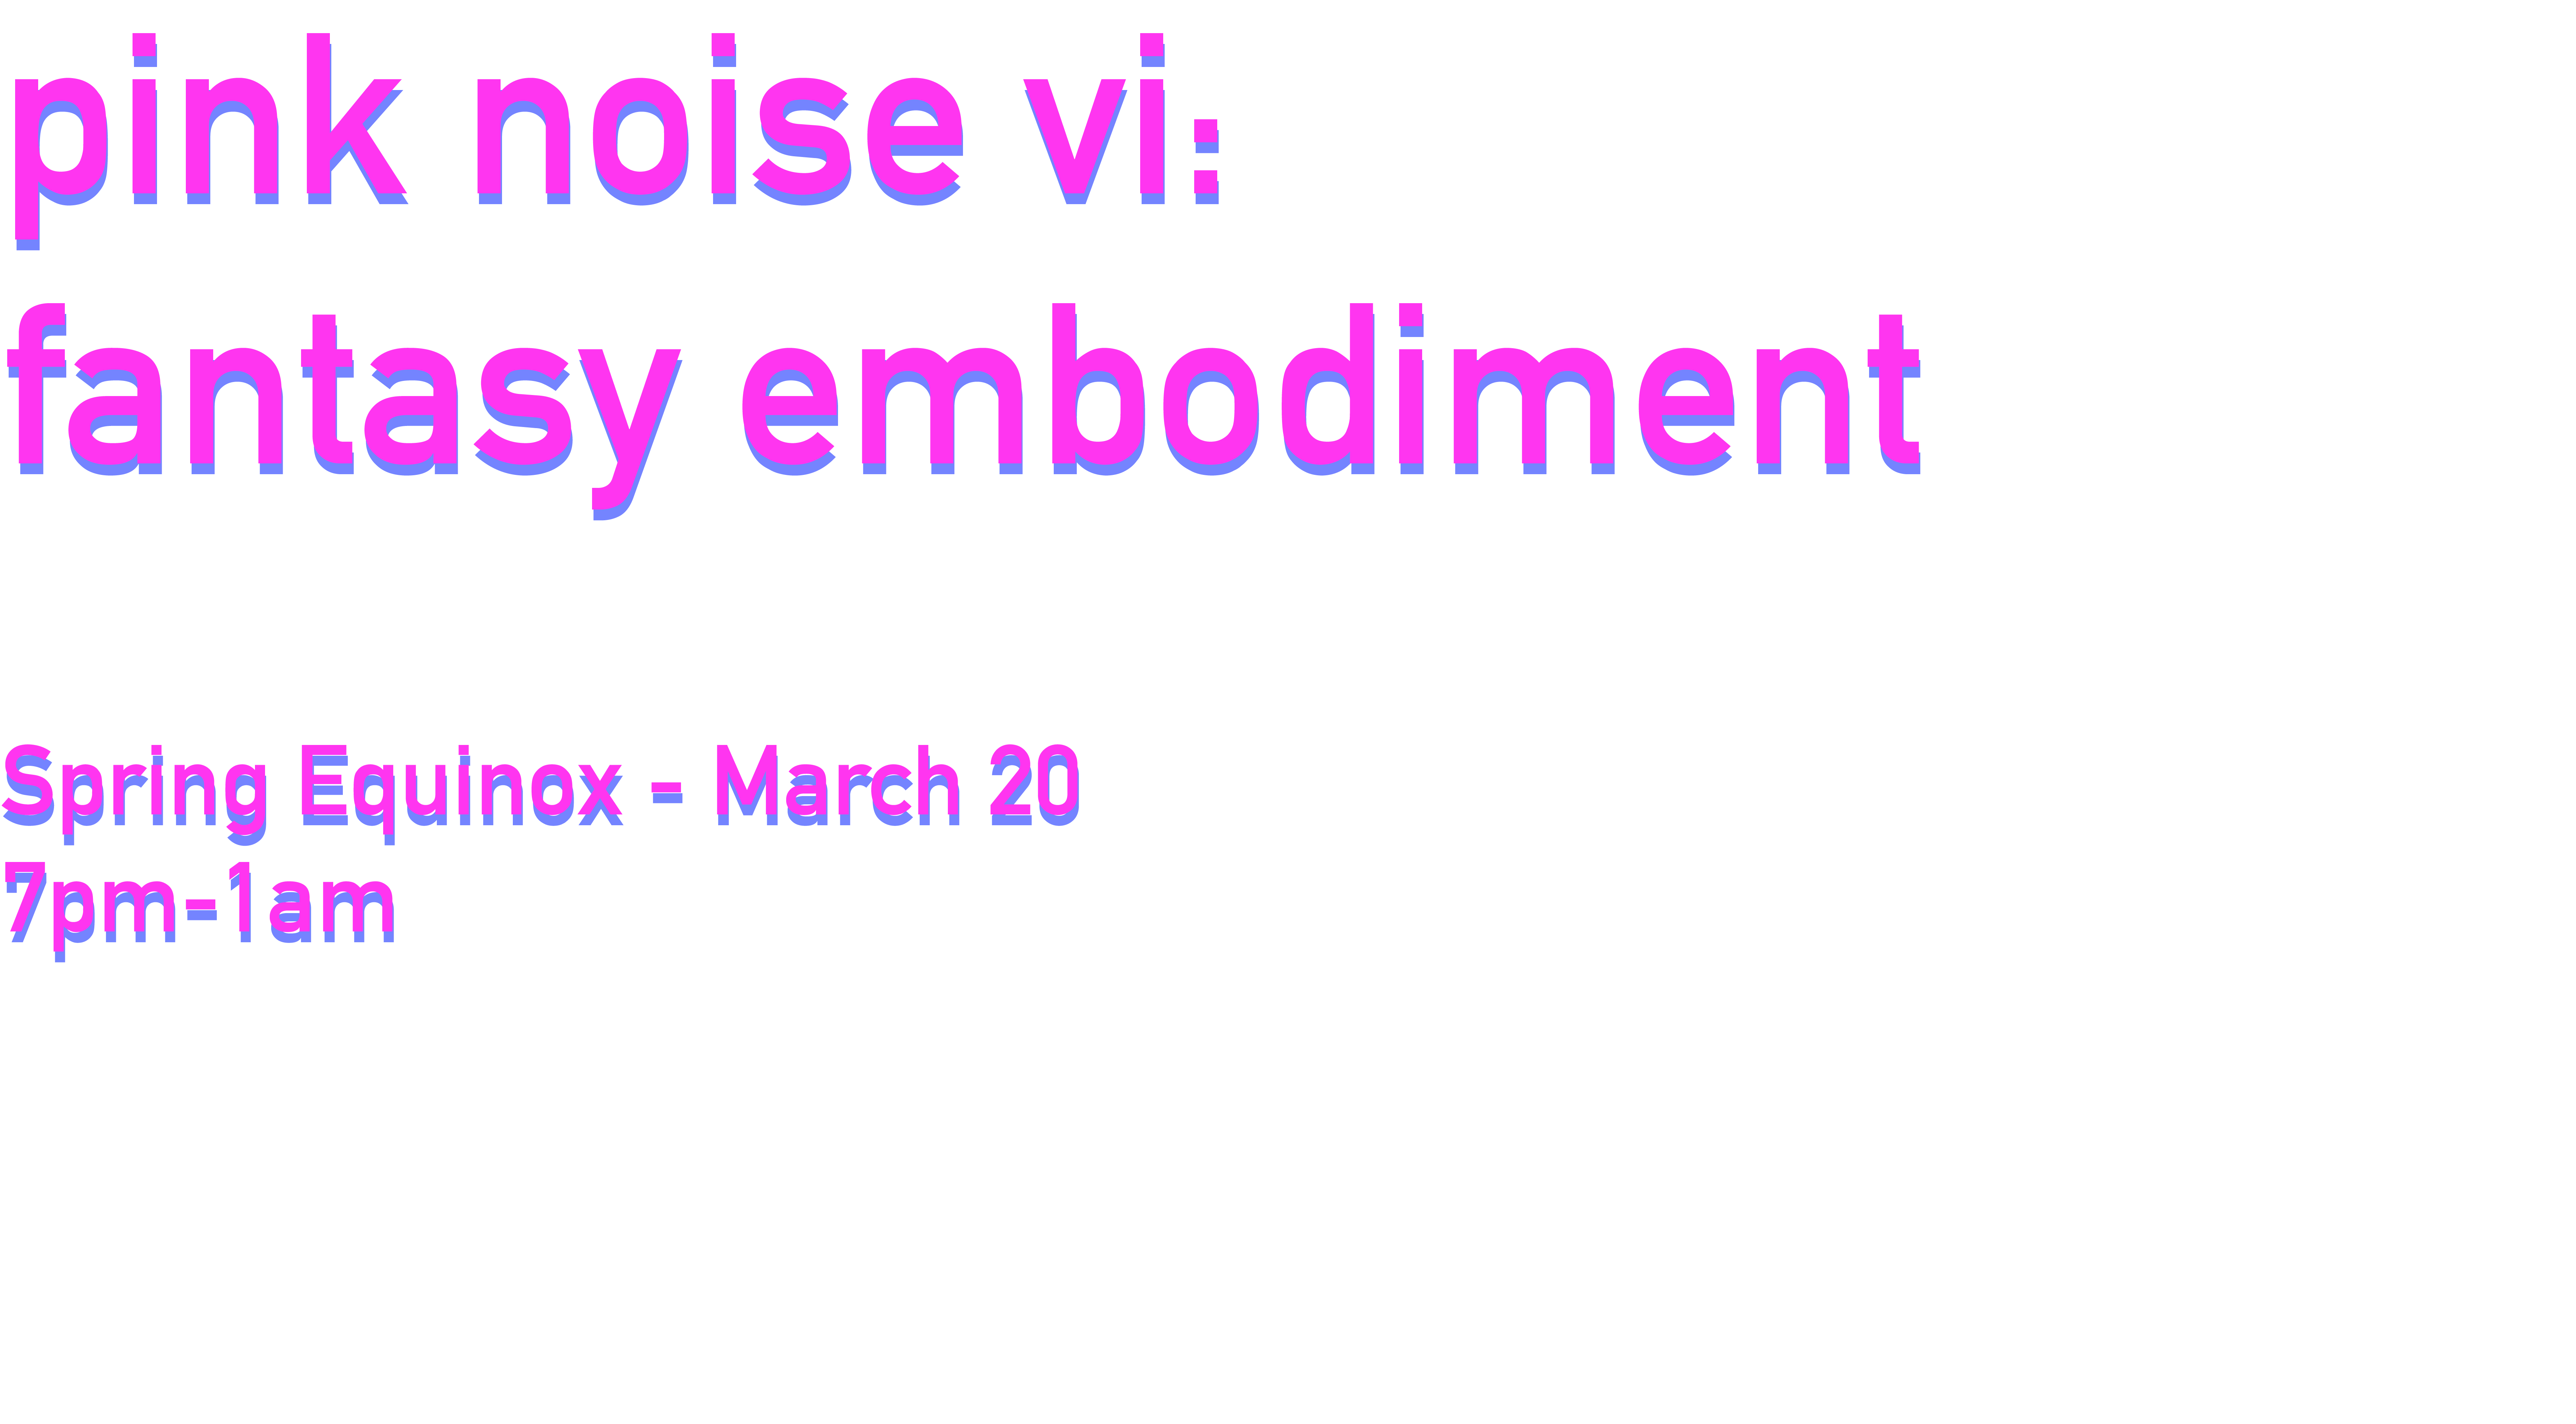 pink noise vi:
fantasy embodiment
Spring Equinox - March 20
7pm-1am